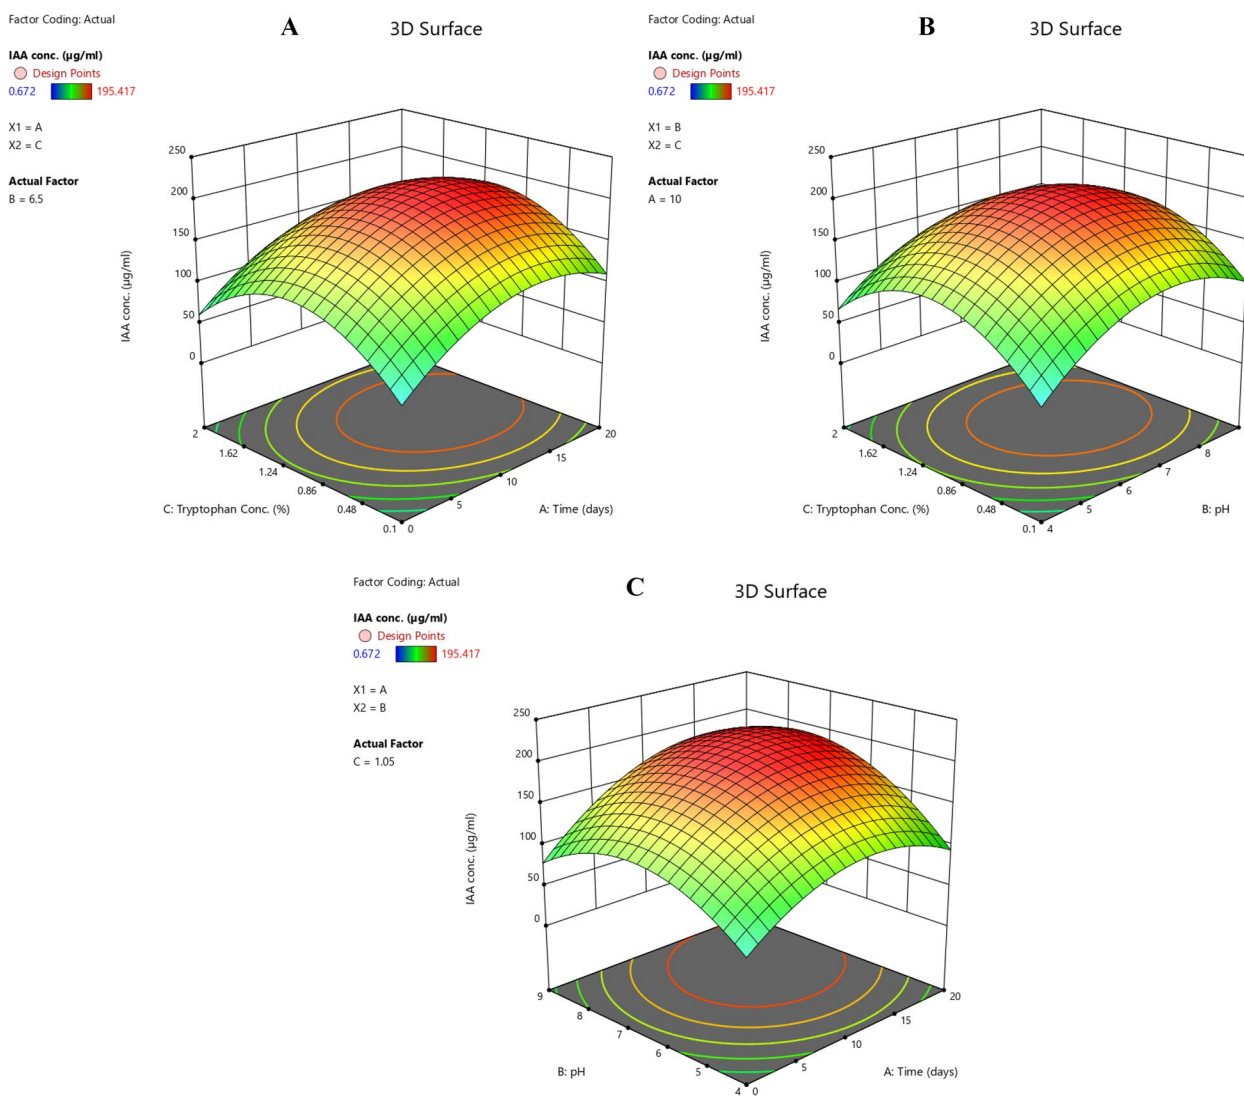 Factor Coding: Actual
A
3D Surface
IAA conc. (µg/ml)
Design Points
0.672 195.417
X1 = A
X2 = C
Actual Factor
B = 6.5
250
200
150
100
50
0
IAA conc. (µg/ml)
2
1.62
1.24
0.86
0.48
0.1
C: Tryptophan Conc. (%)
0
5
10
15
20
A: Time (days)
Factor Coding: Actual
B
3D Surface
IAA conc. (µg/ml)
Design Points
0.672 195.417
X1 = B
X2 = C
Actual Factor
A = 10
250
200
150
100
50
0
IAA conc. (µg/ml)
2
1.62
1.24
0.86
0.48
0.1
C: Tryptophan Conc. (%)
4
5
6
7
8
B: pH
Factor Coding: Actual
C
3D Surface
IAA conc. (µg/ml)
Design Points
0.672 195.417
X1 = A
X2 = B
Actual Factor
C = 1.05
250
200
150
100
50
0
IAA conc. (µg/ml)
9
8
7
6
5
4
B: pH
0
5
10
15
20
A: Time (days)